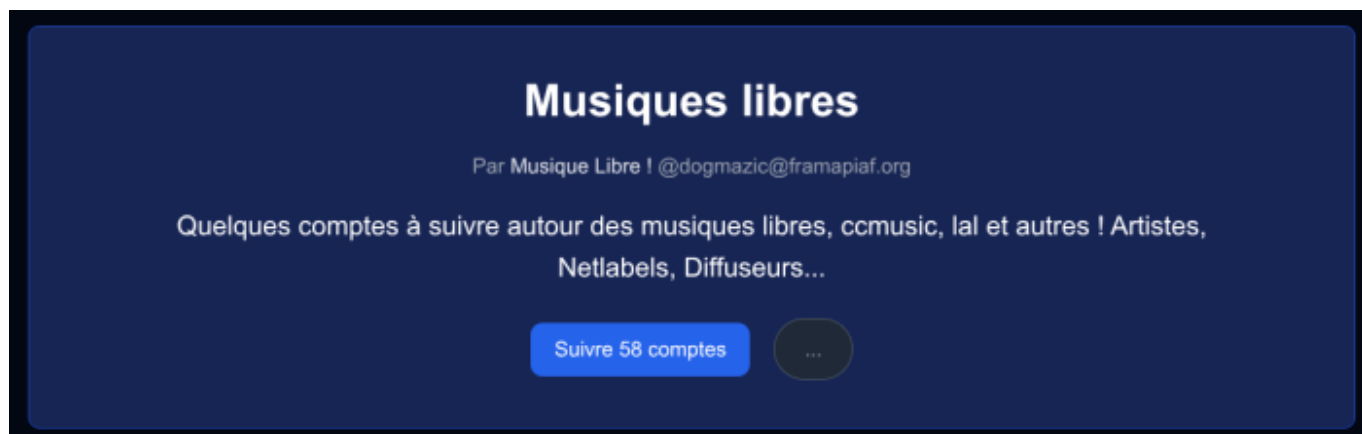 Musiques libres
Par Musique Libre ! @dogmazic@framapiaf.org
Quelques comptes à suivre autour des musiques libres, ccmusic, lal et autres ! Artistes,
Netlabels, Diffuseurs...
Suivre 58 comptes ...